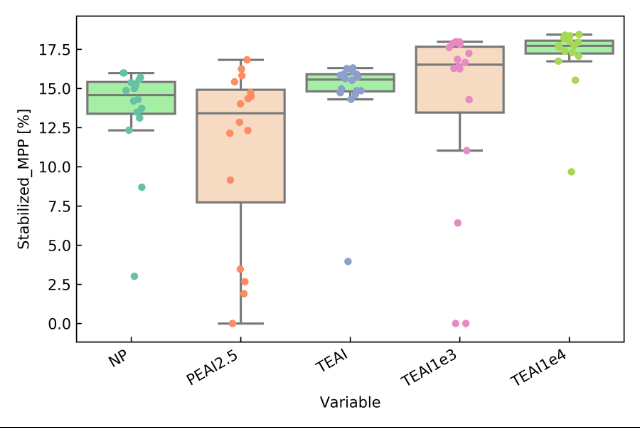 Stabilized_MPP [%]
17.5
15.0
12.5
10.0
7.5
5.0
2.5
0.0
NP
PEAI2.5
TEAI
TEAI1e3
TEAI1e4
Variable